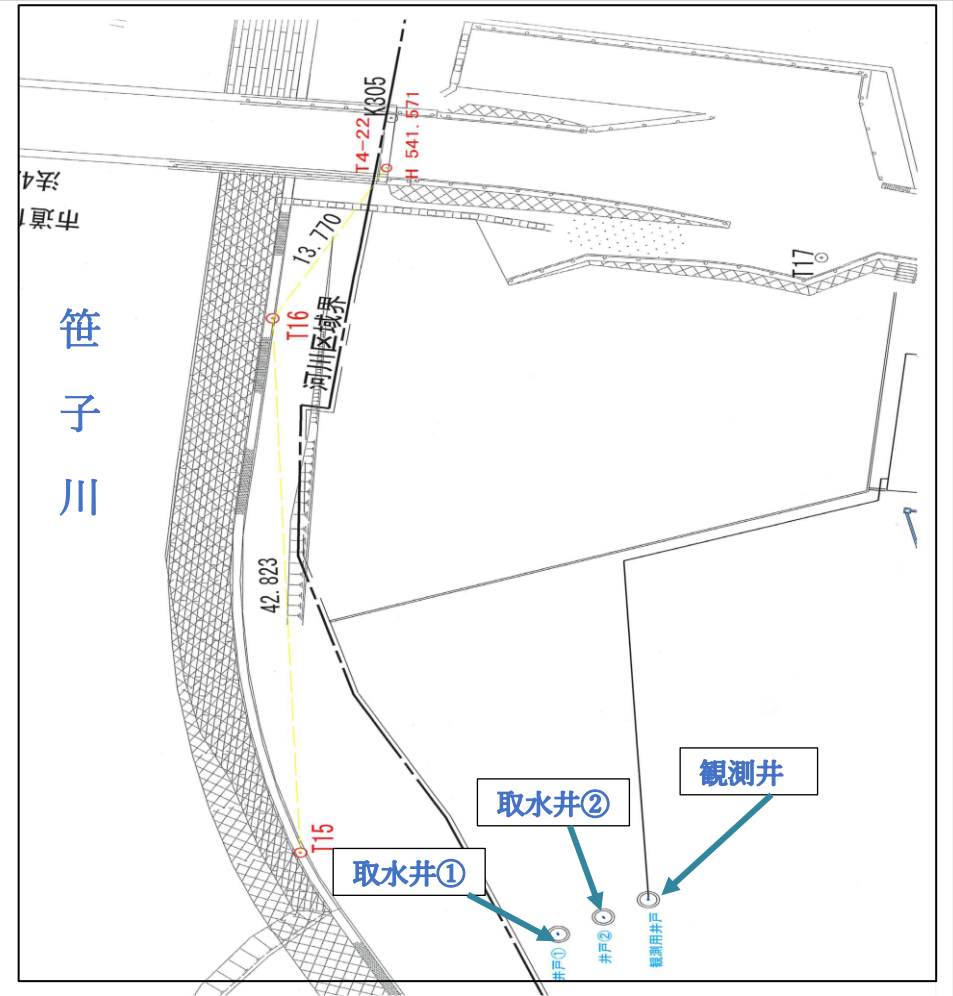 K305
T4-22
H 541.571
法4
市道
13.770
T17
T16
河川区域界
笹子川
42.823
観測井
取水井②
T15
取水井①
井戸①
井戸②
観測用井戸